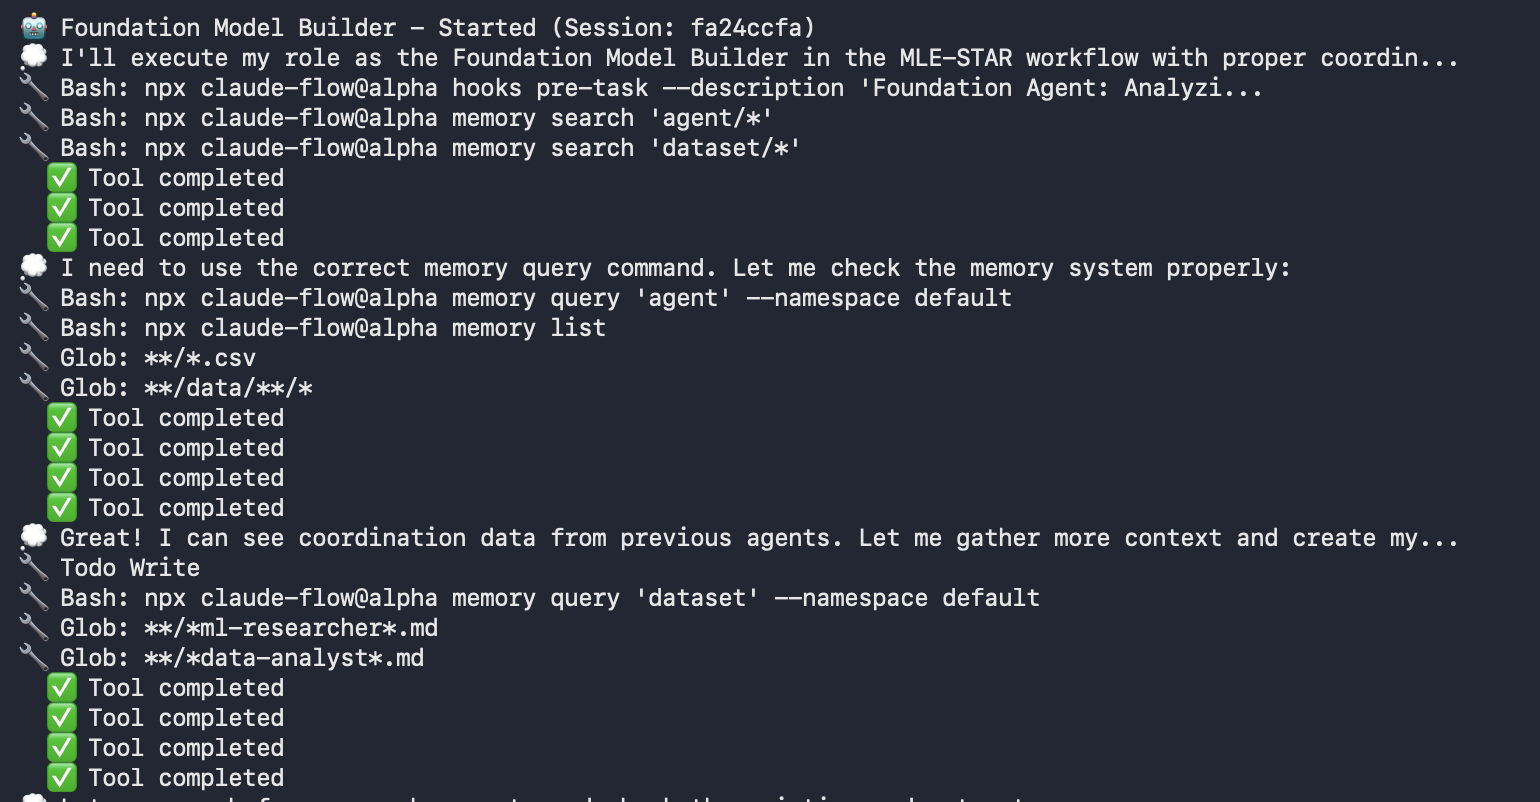 🤖 Foundation Model Builder – Started (Session: fa24ccfa)
💭 I'll execute my role as the Foundation Model Builder in the MLE-STAR workflow with proper coordin...
🔧 Bash: npx claude-flow@alpha hooks pre-task --description 'Foundation Agent: Analyzi...
🔧 Bash: npx claude-flow@alpha memory search 'agent/*'
🔧 Bash: npx claude-flow@alpha memory search 'dataset/*'
✅ Tool completed
✅ Tool completed
✅ Tool completed
💭 I need to use the correct memory query command. Let me check the memory system properly:
🔧 Bash: npx claude-flow@alpha memory query 'agent' --namespace default
🔧 Bash: npx claude-flow@alpha memory list
🔧 Glob: **/*.csv
🔧 Glob: **/data/**/*
✅ Tool completed
✅ Tool completed
✅ Tool completed
✅ Tool completed
💭 Great! I can see coordination data from previous agents. Let me gather more context and create my...
🔧 Todo Write
🔧 Bash: npx claude-flow@alpha memory query 'dataset' --namespace default
🔧 Glob: **/*ml-researcher*.md
🔧 Glob: **/*data-analyst*.md
✅ Tool completed
✅ Tool completed
✅ Tool completed
✅ Tool completed